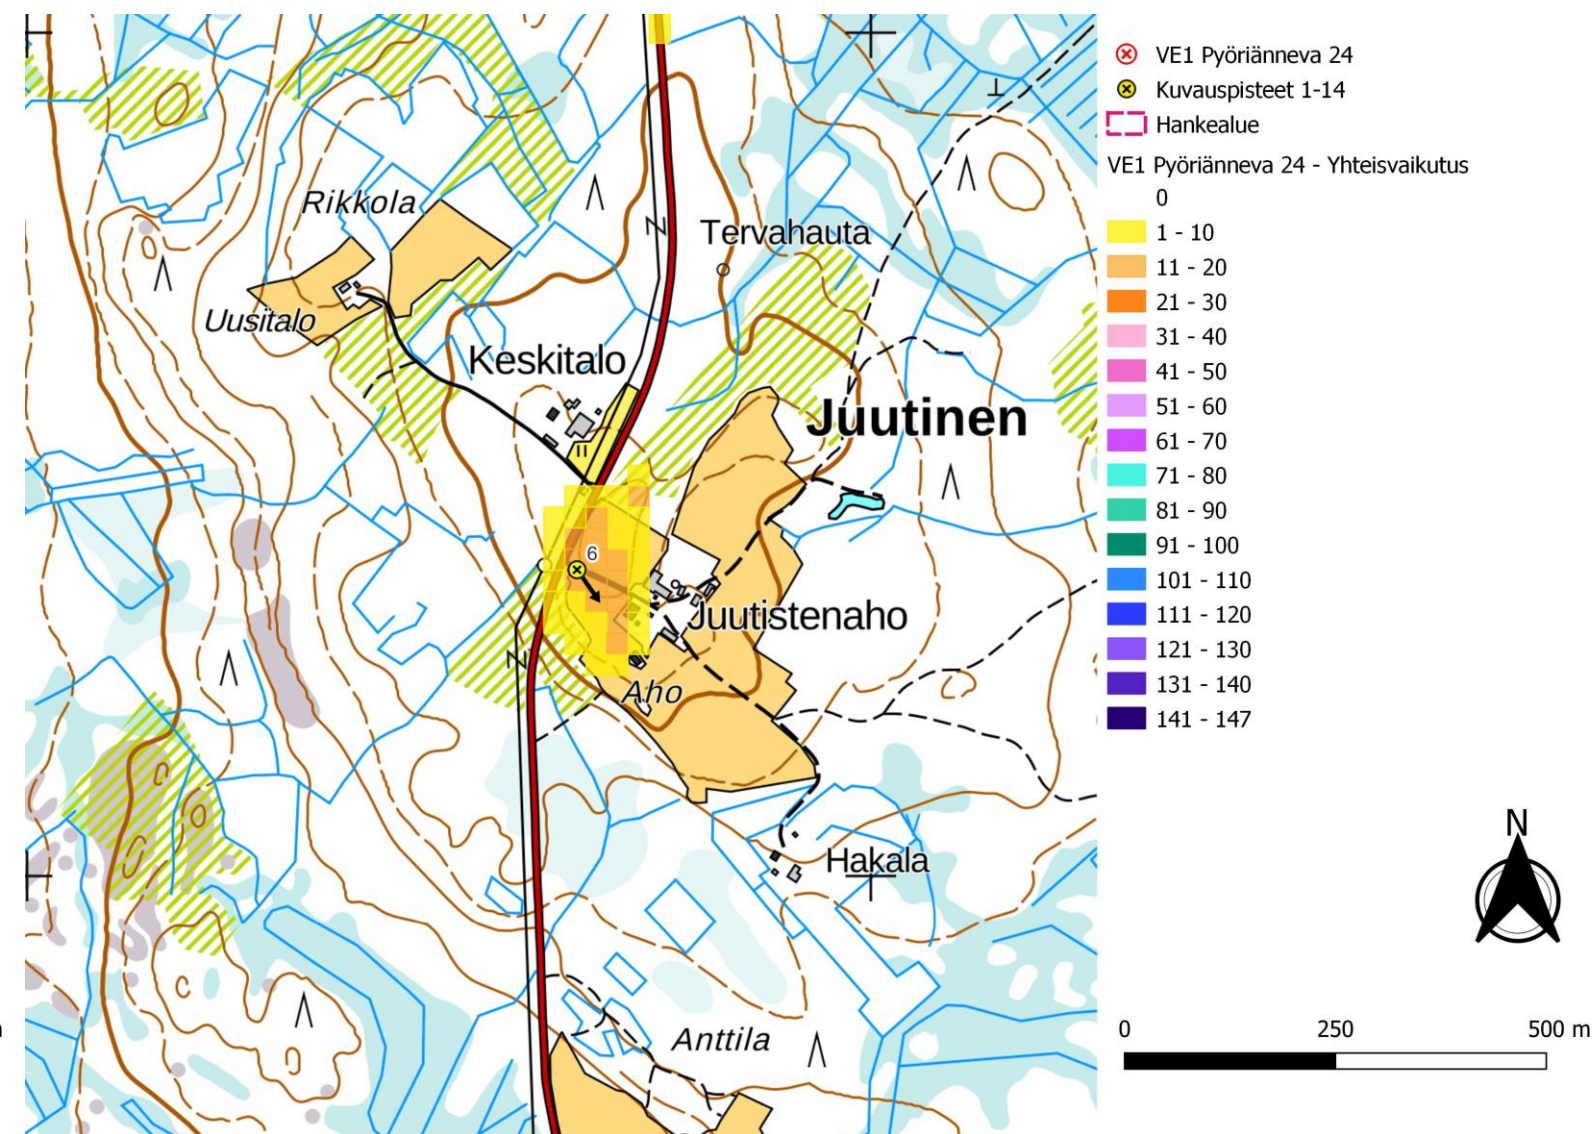 Rikkola
Tervahauta
Uusitalo
Keskitalo
Juutinen
6
Juutistenaho
Aho
Hakala
Anttila
VE1 Pyöriänneva 24
Kuvauspisteet 1-14
Hankealue
VE1 Pyöriänneva 24 - Yhteisvaikutus
0
1 - 10
11 - 20
21 - 30
31 - 40
41 - 50
51 - 60
61 - 70
71 - 80
81 - 90
91 - 100
101 - 110
111 - 120
121 - 130
131 - 140
141 - 147
N
0 250 500 m